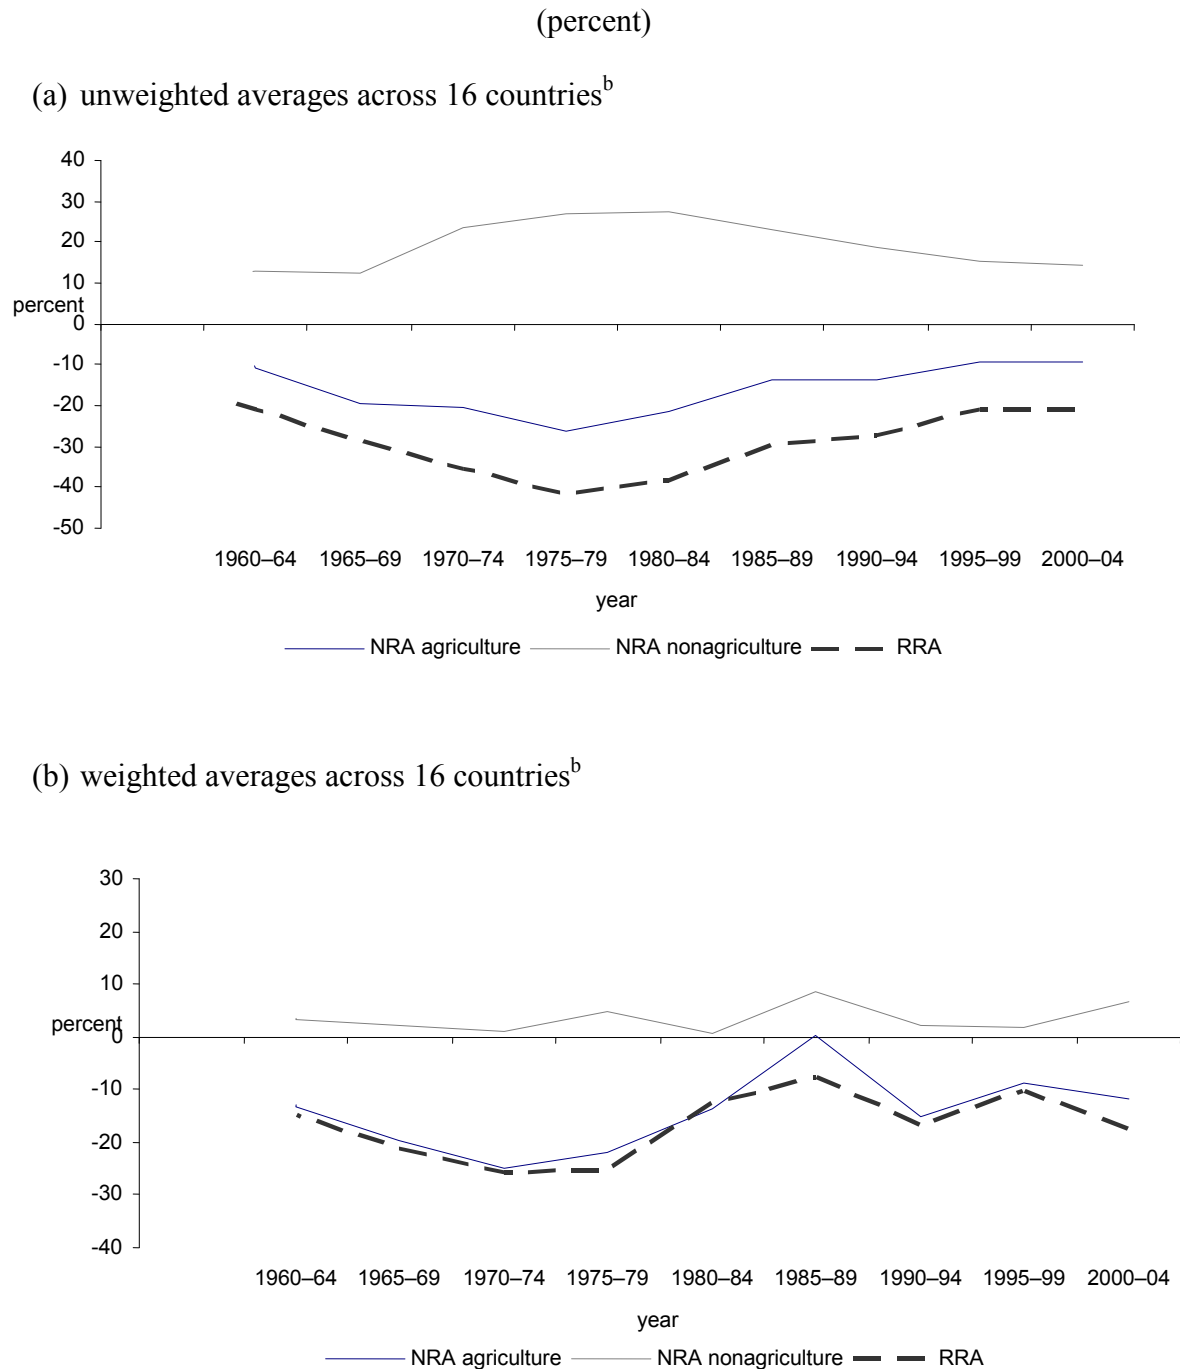 (percent)
(a) unweighted averages across 16 countriesb
40
30
20
10
percent
0
-10
-20
-30
-40
-50
1960–64 1965–69 1970–74 1975–79 1980–84 1985–89 1990–94 1995–99 2000–04
year
NRA agriculture NRA nonagriculture RRA
(b) weighted averages across 16 countriesb
30
20
10
percent
0
-10
-20
-30
-40
1960–64 1965–69 1970–74 1975–79 1980–84 1985–89 1990–94 1995–99 2000–04
year
NRA agriculture NRA nonagriculture RRA